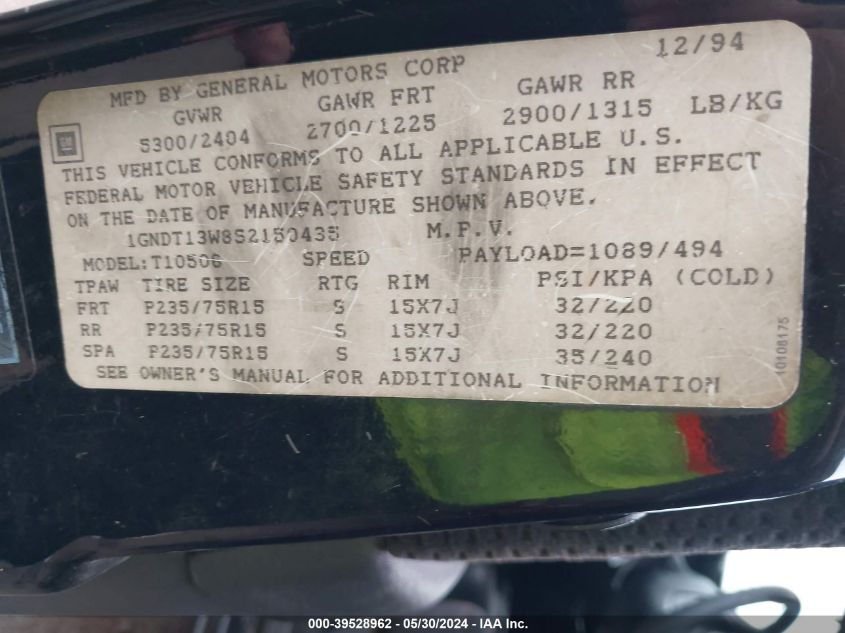 12/94
MFD BY GENERAL MOTORS CORP
GVWR GAWR FRT GAWR RR
5300/2404 2700/1225 2900/1315 LB/KG
GM
THIS VEHICLE CONFORMS TO ALL APPLICABLE U.S.
FEDERAL MOTOR VEHICLE SAFETY STANDARDS IN EFFECT
ON THE DATE OF MANUFACTURE SHOWN ABOVE.
1GNDT13W8S2150435 M.P.V.
MODEL:T10506 SPEED PAYLOAD=1089/494
TPAW TIRE SIZE RTG RIM PSI/KPA (COLD)
FRT P235/75R15 S 15X7J 32/220
RR P235/75R15 S 15X7J 32/220
SPA P235/75R15 S 15X7J 35/240
SEE OWNER'S MANUAL FOR ADDITIONAL INFORMATION
10108175
000-39528962 - 05/30/2024 - IAA Inc.